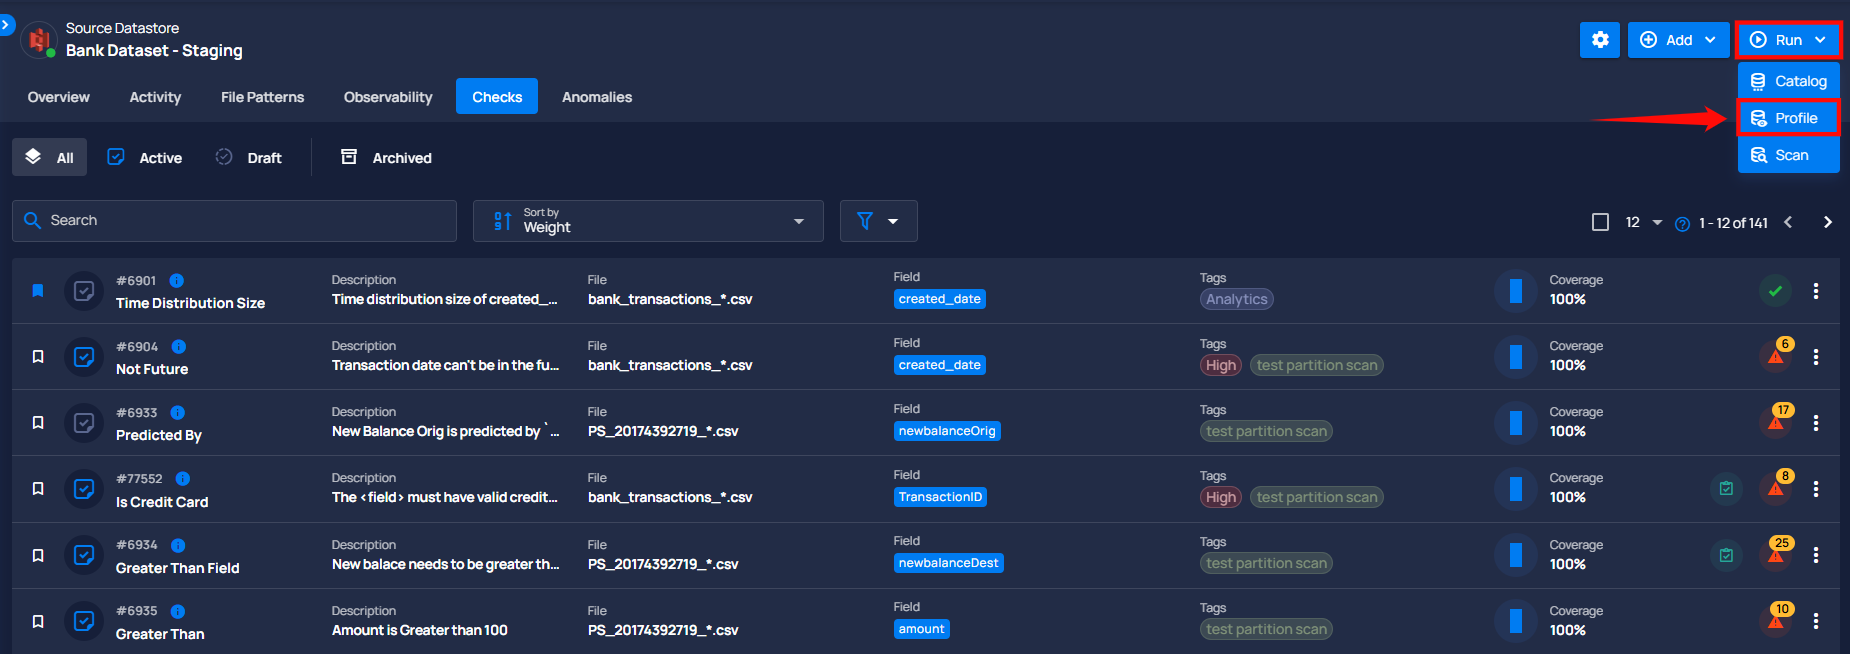 Source Datastore
Bank Dataset - Staging
Add
Run
Catalog
Profile
Scan
Overview
Activity
File Patterns
Observability
Checks
Anomalies
All
Active
Draft
Archived
Search
Sort by
Weight
12
1 - 12 of 141
#6901
Time Distribution Size
Description
Time distribution size of created_...
File
bank_transactions_*.csv
Field
created_date
Tags
Analytics
Coverage
100%
#6904
Not Future
Description
Transaction date can't be in the fu...
File
bank_transactions_*.csv
Field
created_date
Tags
High
test partition scan
Coverage
100%
6
#6933
Predicted By
Description
New Balance Orig is predicted by `...
File
PS_20174392719_*.csv
Field
newbalanceOrig
Tags
test partition scan
Coverage
100%
17
#77552
Is Credit Card
Description
The <field> must have valid credit...
File
bank_transactions_*.csv
Field
TransactionID
Tags
High
test partition scan
Coverage
100%
8
#6934
Greater Than Field
Description
New balace needs to be greater th...
File
PS_20174392719_*.csv
Field
newbalanceDest
Tags
test partition scan
Coverage
100%
25
#6935
Greater Than
Description
Amount is Greater than 100
File
PS_20174392719_*.csv
Field
amount
Tags
test partition scan
Coverage
100%
10